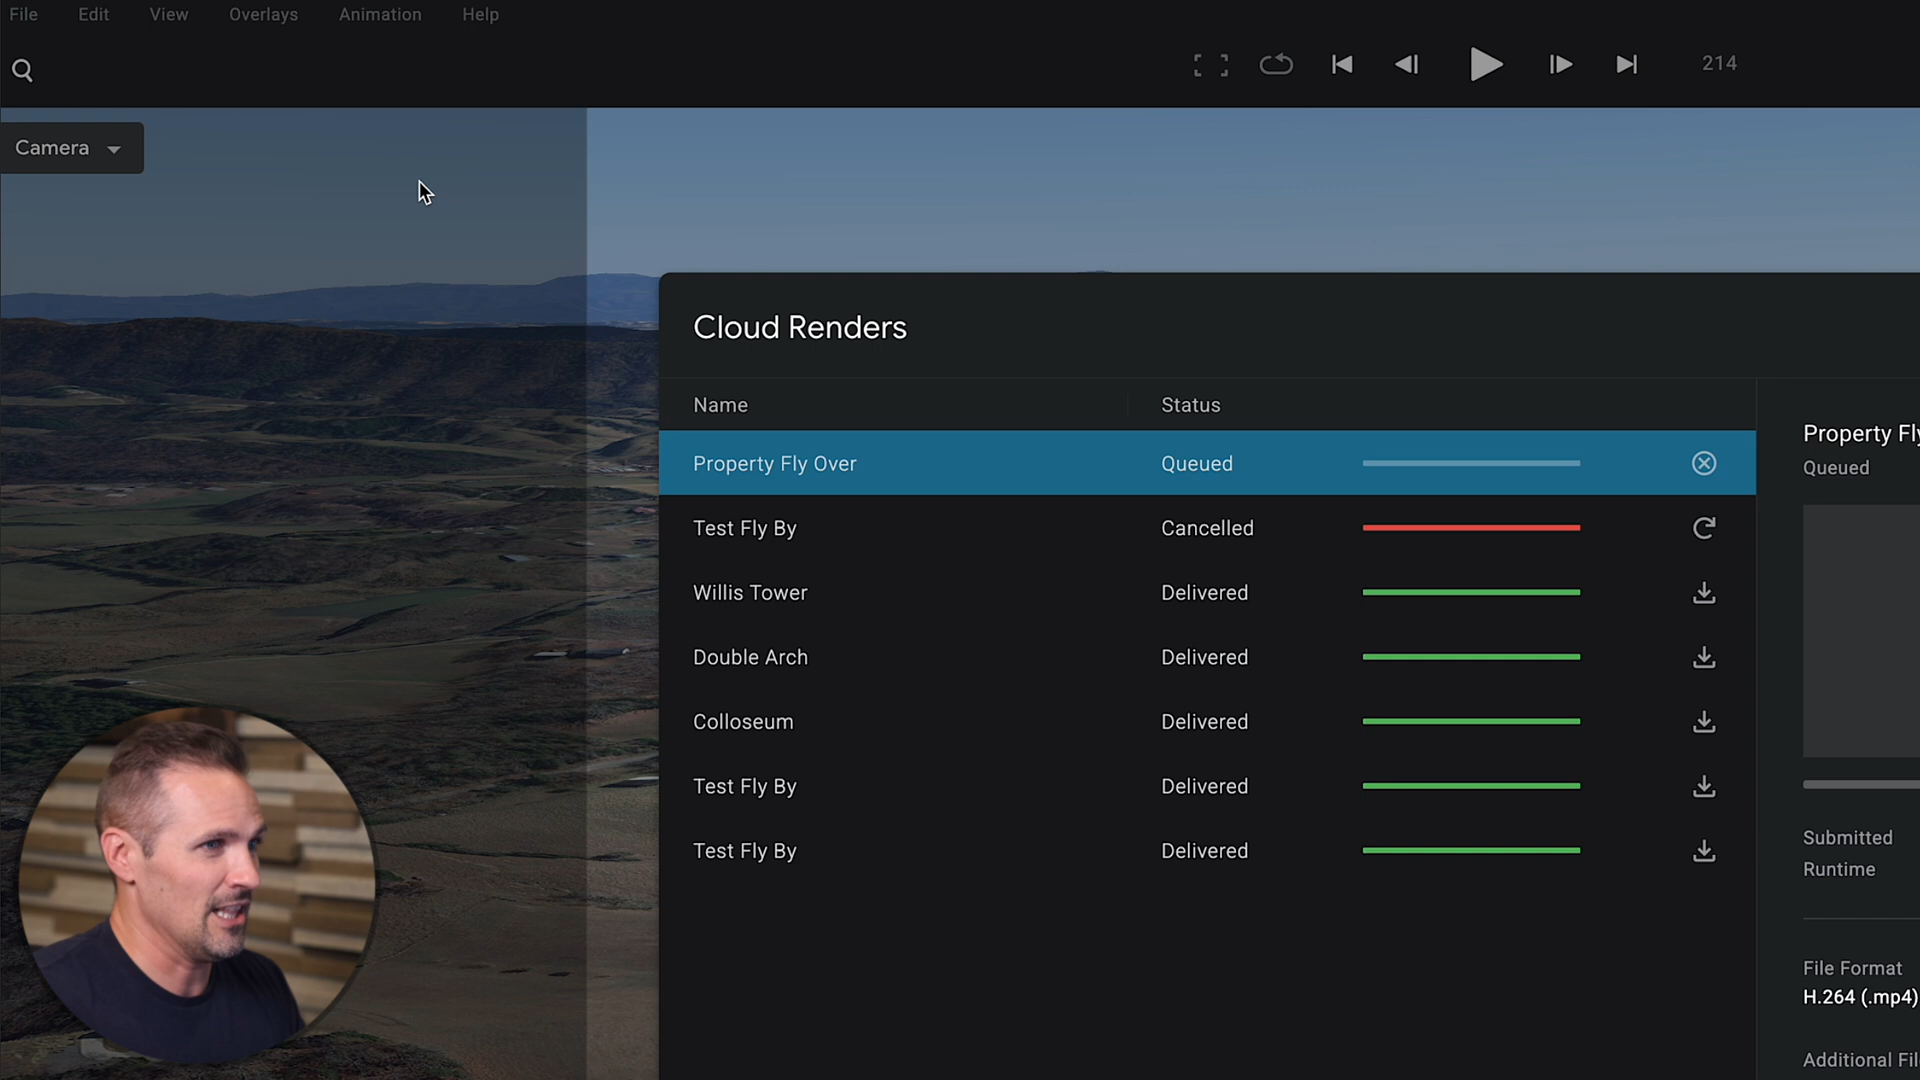 File Edit View Overlays Animation Help
214
Camera
Cloud Renders
Name Status
Property Fly Over Queued
Test Fly By Cancelled
Willis Tower Delivered
Double Arch Delivered
Colloseum Delivered
Test Fly By Delivered
Test Fly By Delivered
Property Fly
Queued
Submitted
Runtime
File Format
H.264 (.mp4)
Additional Fil